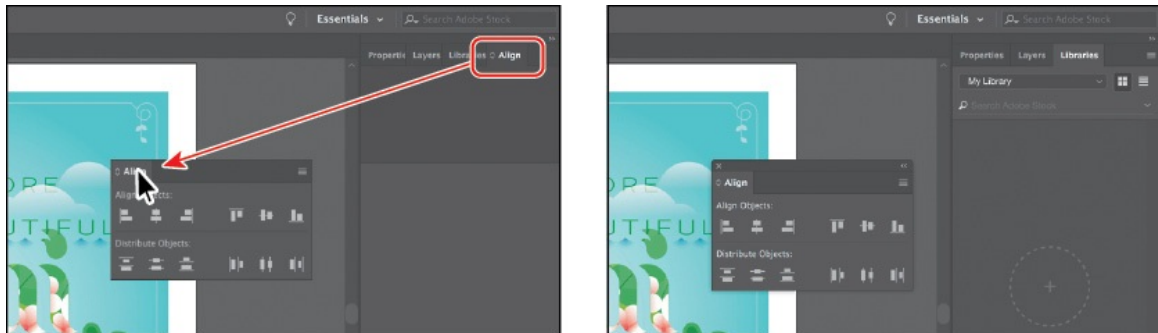 Essentials
Search Adobe Stock
Properties Layers Libraries Align
Align
Align Objects:
Distribute Objects:
ORE
UTIFUL
Essentials
Search Adobe Stock
Properties Layers Libraries
My Library
Search Adobe Stock
Align
Align Objects:
Distribute Objects:
ORE
UTIFUL